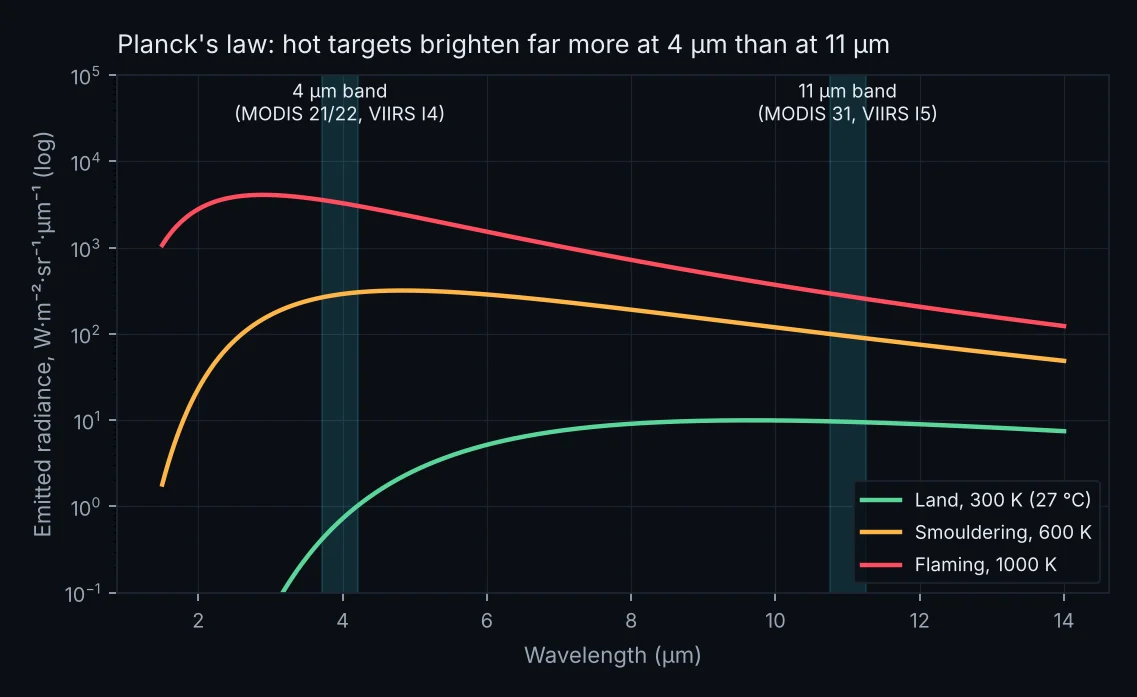 Planck's law: hot targets brighten far more at 4 µm than at 11 µm
10⁵
10⁴
10³
10²
10¹
10⁰
10⁻¹
Emitted radiance, W·m⁻²·sr⁻¹·µm⁻¹ (log)
4 µm band
(MODIS 21/22, VIIRS I4)
11 µm band
(MODIS 31, VIIRS I5)
Land, 300 K (27 °C)
Smouldering, 600 K
Flaming, 1000 K
2 4 6 8 10 12 14
Wavelength (µm)